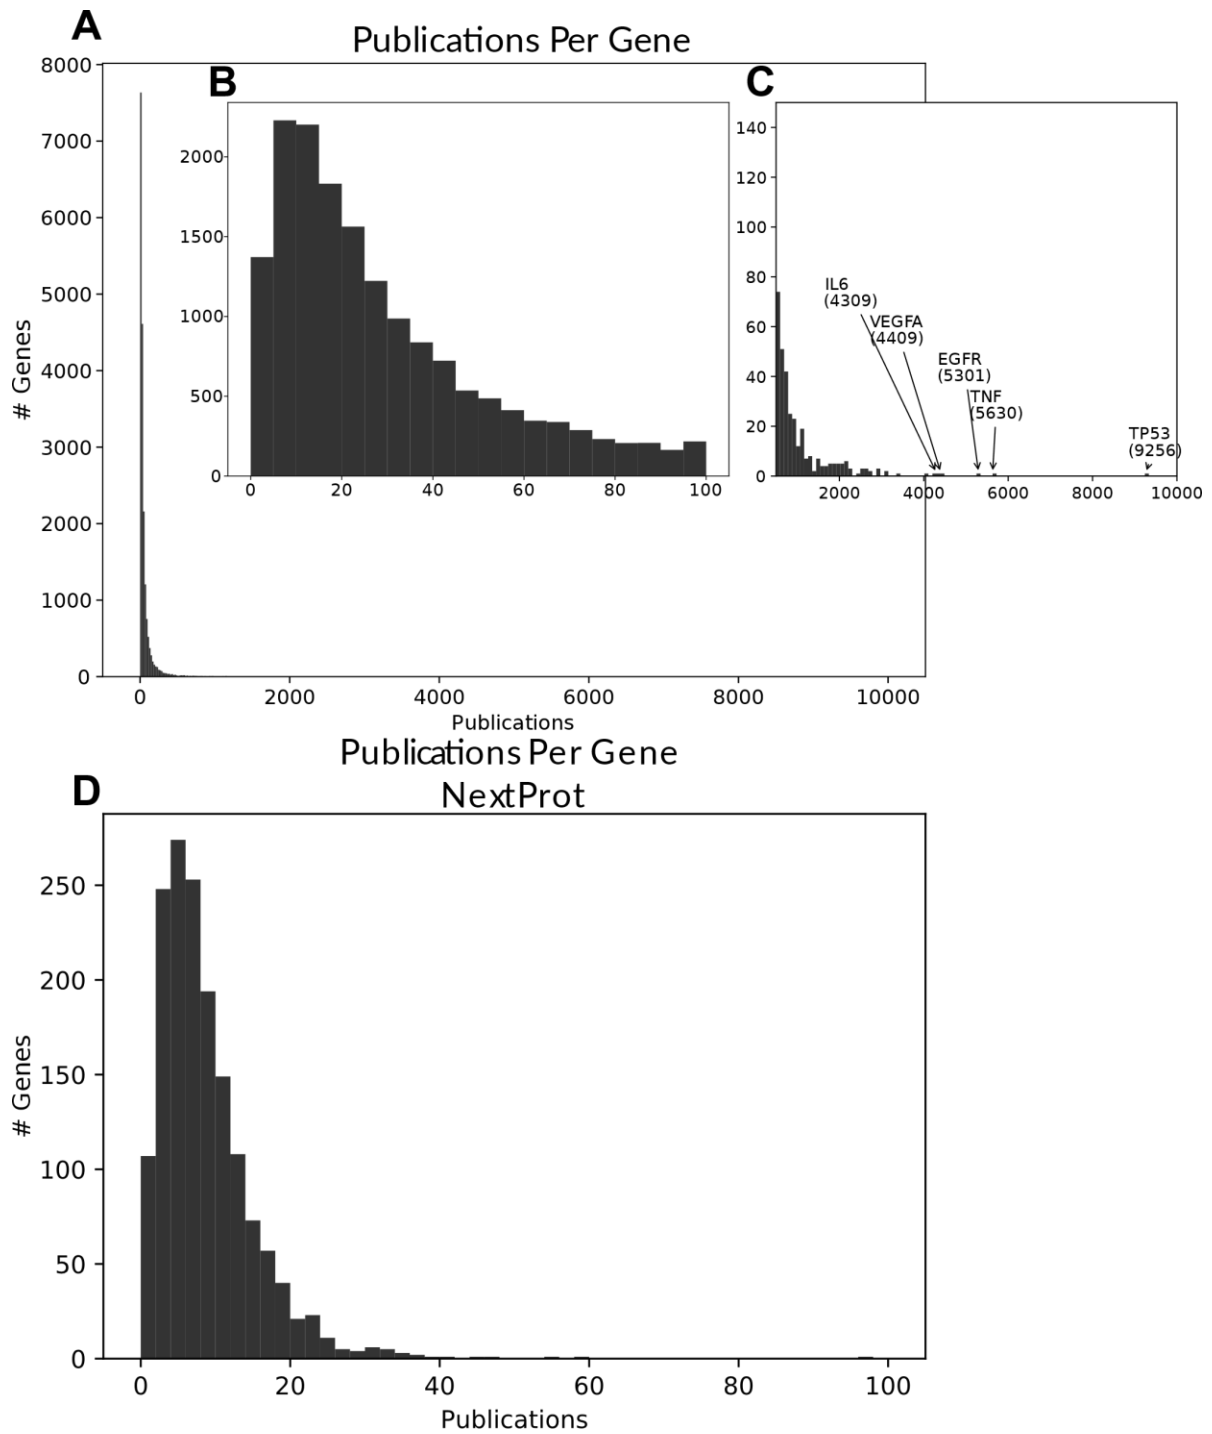 A
Publications Per Gene
8000
7000
6000
5000
4000
3000
2000
1000
0
# Genes
0 2000 4000 6000 8000 10000
Publications
B
2000
1500
1000
500
0
0 20 40 60 80 100
C
140
120
100
80
60
40
20
0
IL6
(4309)
VEGFA
(4409)
EGFR
(5301)
TNF
(5630)
TP53
(9256)
2000 4000 6000 8000 10000
Publications Per Gene
D
NextProt
250
200
150
100
50
0
# Genes
0 20 40 60 80 100
Publications